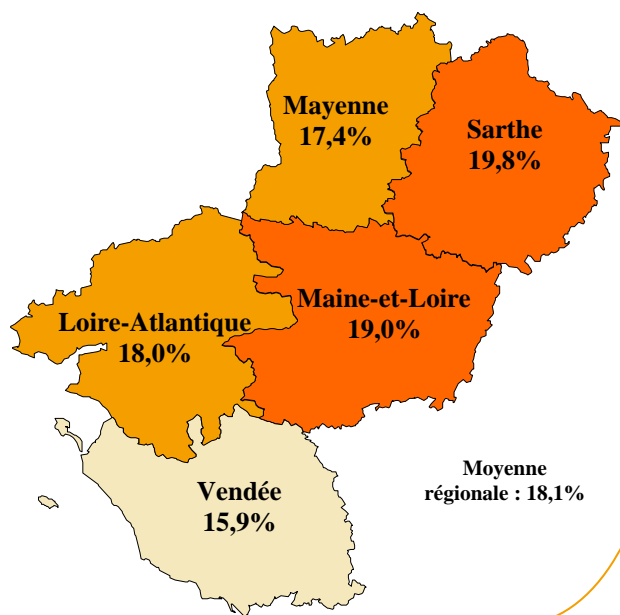 Mayenne
17,4%
Sarthe
19,8%
Maine-et-Loire
19,0%
Loire-Atlantique
18,0%
Vendée
15,9%
Moyenne
régionale : 18,1%